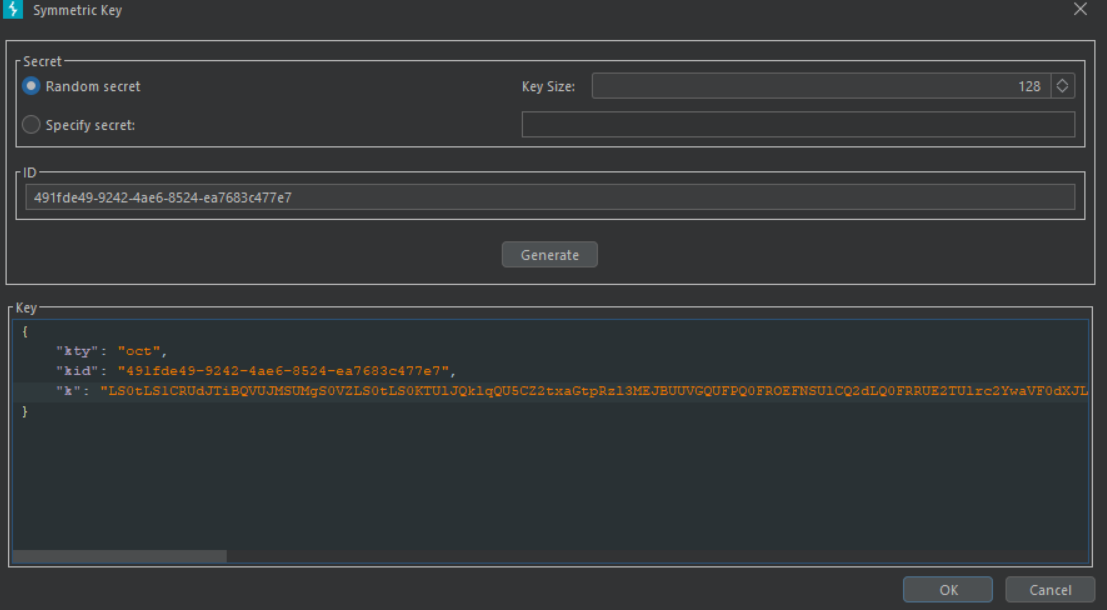 Symmetric Key
Secret
Random secret
Key Size: 128
Specify secret:
ID
491fde49-9242-4ae6-8524-ea7683c477e7
Generate
Key
{
"kty": "oct",
"kid": "491fde49-9242-4ae6-8524-ea7683c477e7",
"k": "LS0tLS1CRUdJTiBQVUJMSUMgS0VZLS0tLS0KTUlJQklqQU5CZ2txaGtpRzl3MEJBUUVGQUFPQ0FROEFNSUlCQ2dLQ0FRRUE2TUlrc2YwaVF0dXJL
}
OK Cancel